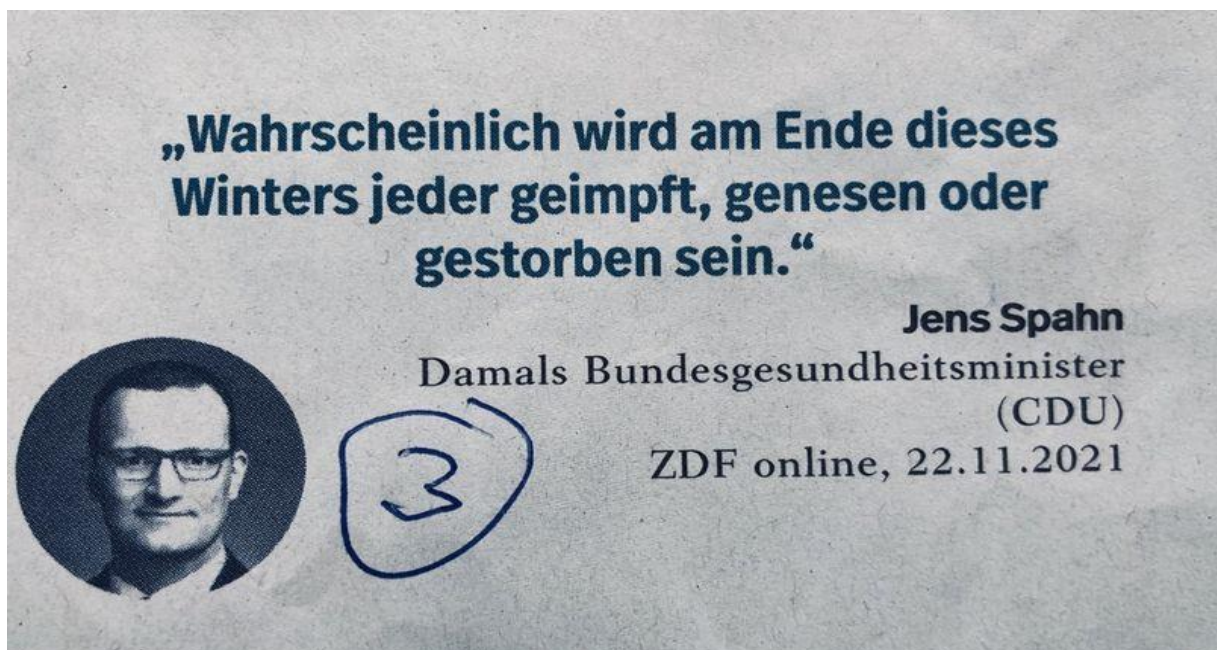 „Wahrscheinlich wird am Ende dieses
Winters jeder geimpft, genesen oder
gestorben sein.“
Jens Spahn
Damals Bundesgesundheitsminister
(CDU)
ZDF online, 22.11.2021
3